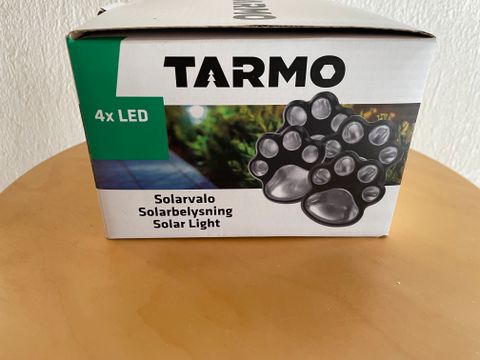 TARMO
4x LED
Solarvalo
Solarbelysning
Solar Light